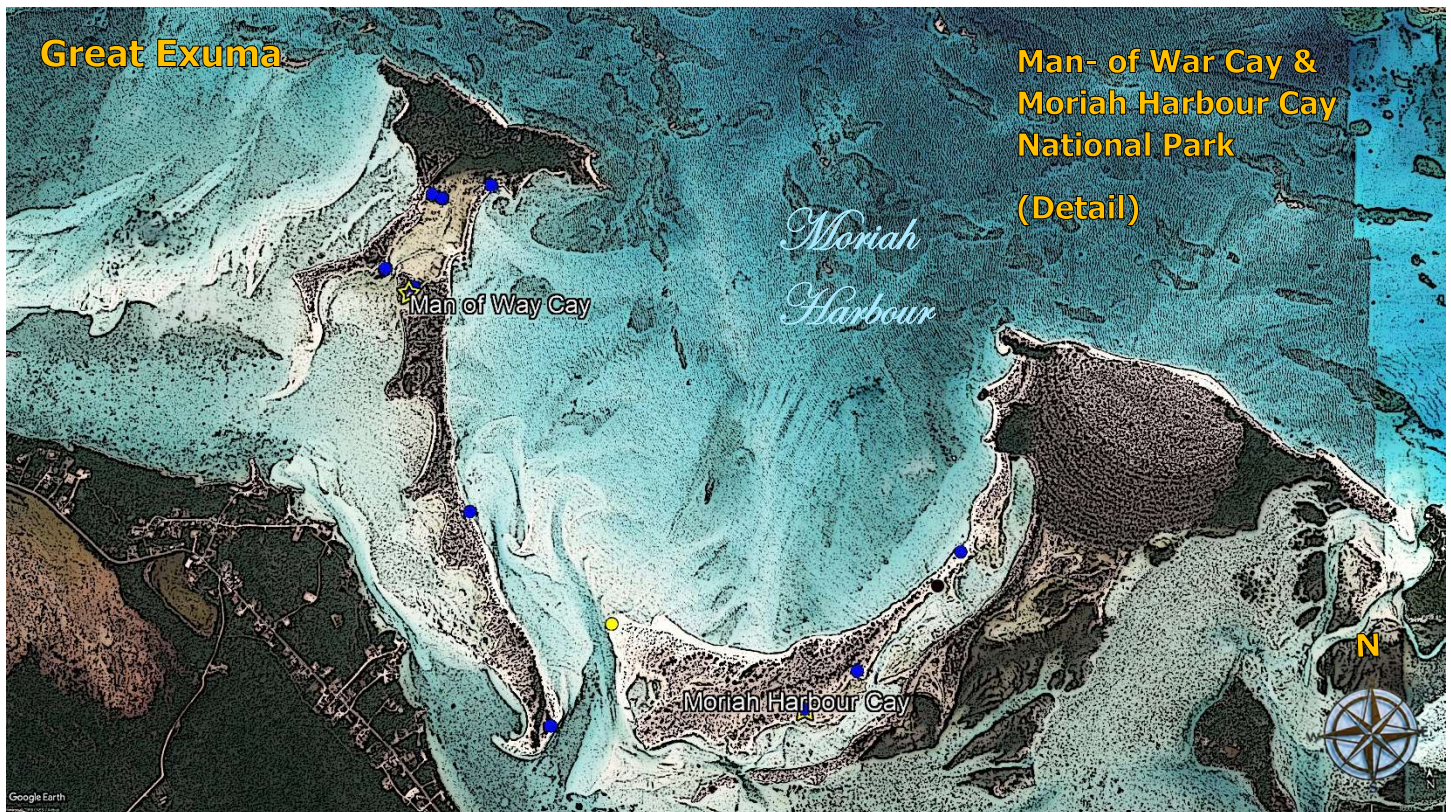 Great Exuma
Man- of War Cay &
Moriah Harbour Cay
National Park
(Detail)
Moriah
Harbour
Man of Way Cay
Moriah Harbour Cay
N
W
E
Google Earth
N